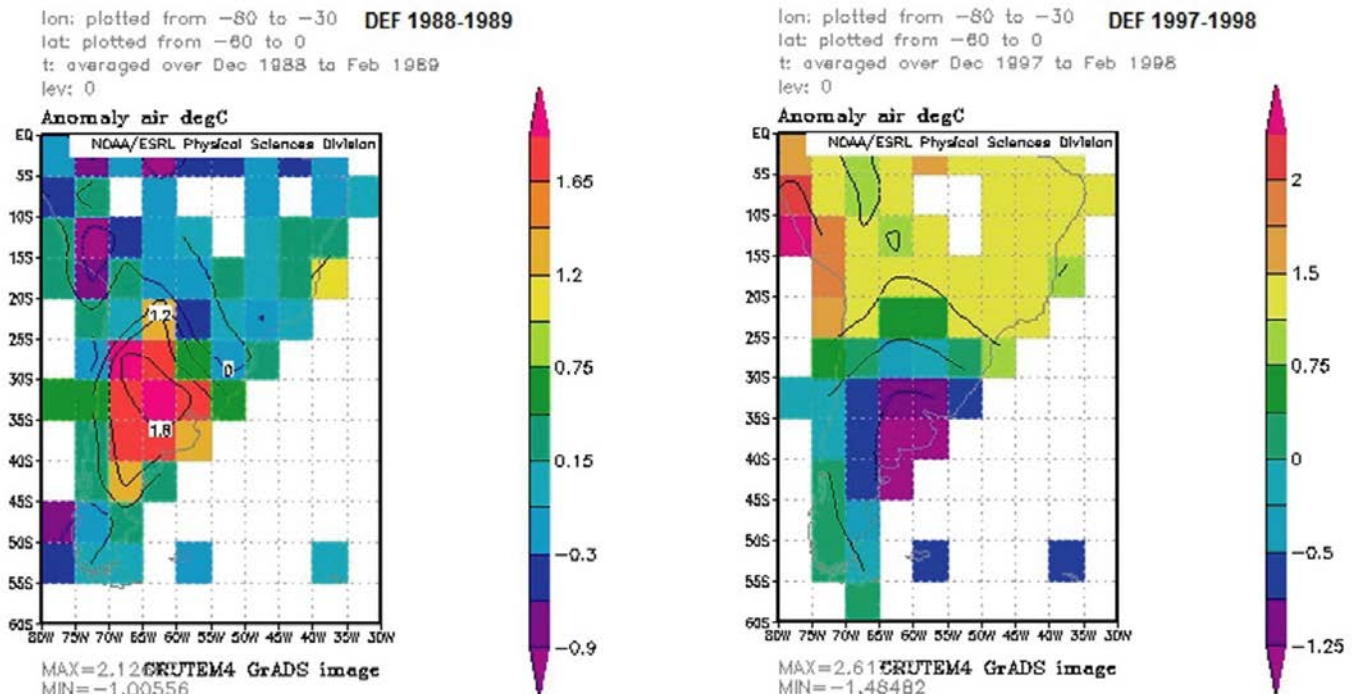 lon: plotted from −80 to −30
DEF 1988-1989
lat: plotted from −60 to 0
t: averaged over Dec 1988 to Feb 1989
lev: 0
Anomaly air degC
NOAA/ESRL Physical Sciences Division
EQ
5S
10S
15S
20S
25S
30S
35S
40S
45S
50S
55S
60S
80W 75W 70W 65W 60W 55W 50W 45W 40W 35W 30W
1.2
0
1.8
1.65
1.2
0.75
0.15
−0.3
−0.9
CRUTEM4 GrADS image
MIN=−1.00556
lon: plotted from −80 to −30
DEF 1997-1998
lat: plotted from −60 to 0
t: averaged over Dec 1997 to Feb 1998
lev: 0
Anomaly air degC
NOAA/ESRL Physical Sciences Division
EQ
5S
10S
15S
20S
25S
30S
35S
40S
45S
50S
55S
60S
80W 75W 70W 65W 60W 55W 50W 45W 40W 35W 30W
2
1.5
0.75
0
−0.5
−1.25
CRUTEM4 GrADS image
MIN=−1.48482